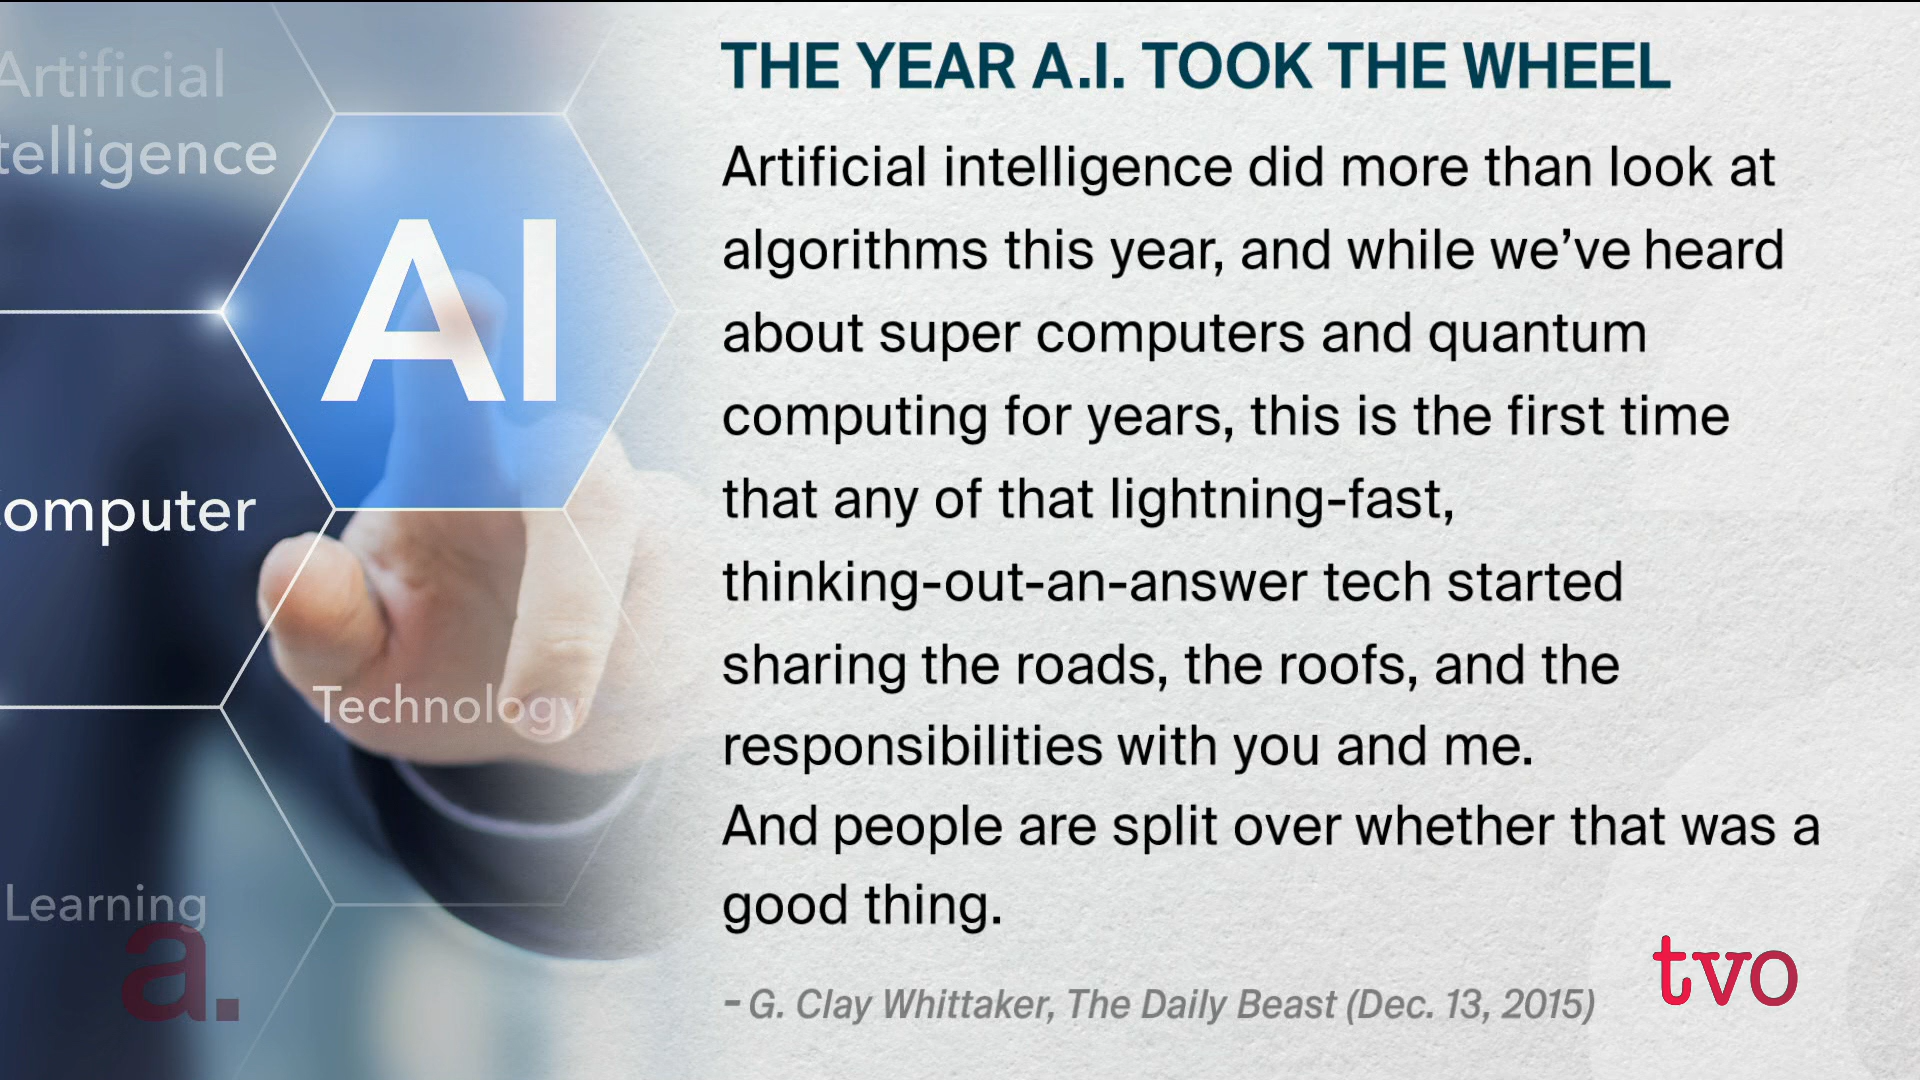 Artificial
telligence
AI
omputer
Technology
Learning
a.
THE YEAR A.I. TOOK THE WHEEL
Artificial intelligence did more than look at
algorithms this year, and while we’ve heard
about super computers and quantum
computing for years, this is the first time
that any of that lightning-fast,
thinking-out-an-answer tech started
sharing the roads, the roofs, and the
responsibilities with you and me.
And people are split over whether that was a
good thing.
– G. Clay Whittaker, The Daily Beast (Dec. 13, 2015)
tvo